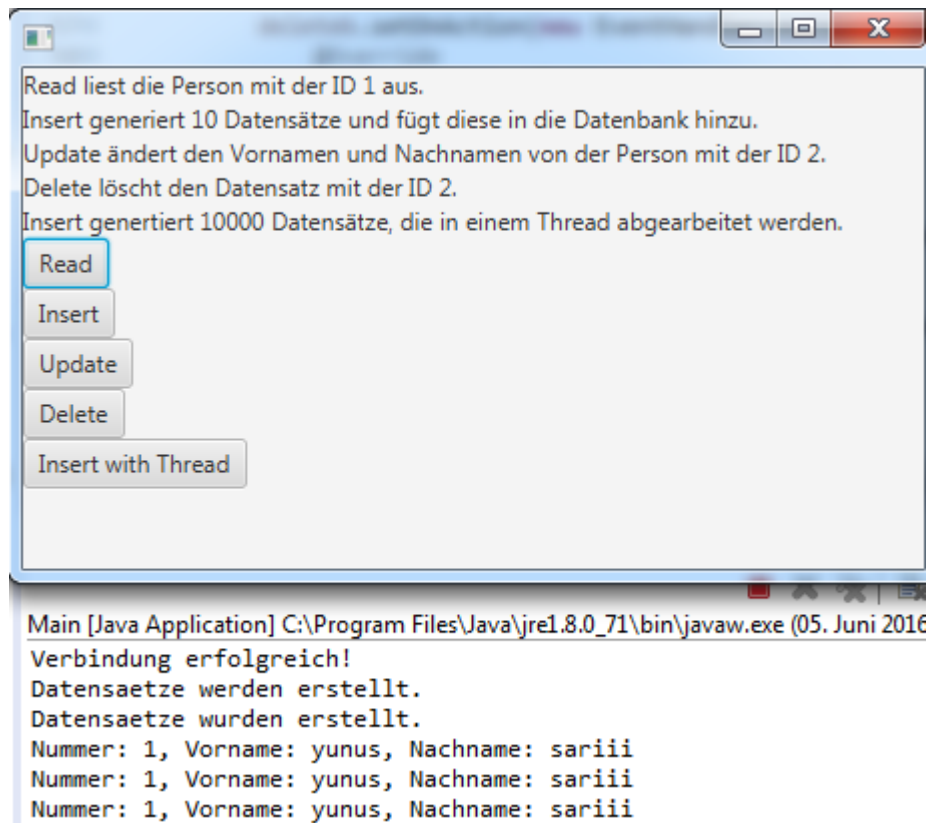 Read liest die Person mit der ID 1 aus.
Insert generiert 10 Datensätze und fügt diese in die Datenbank hinzu.
Update ändert den Vornamen und Nachnamen von der Person mit der ID 2.
Delete löscht den Datensatz mit der ID 2.
Insert genertiert 10000 Datensätze, die in einem Thread abgearbeitet werden.
Read
Insert
Update
Delete
Insert with Thread
Main [Java Application] C:\Program Files\Java\jre1.8.0_71\bin\javaw.exe (05. Juni 2016
Verbindung erfolgreich!
Datensaetze werden erstellt.
Datensaetze wurden erstellt.
Nummer: 1, Vorname: yunus, Nachname: sariii
Nummer: 1, Vorname: yunus, Nachname: sariii
Nummer: 1, Vorname: yunus, Nachname: sariii